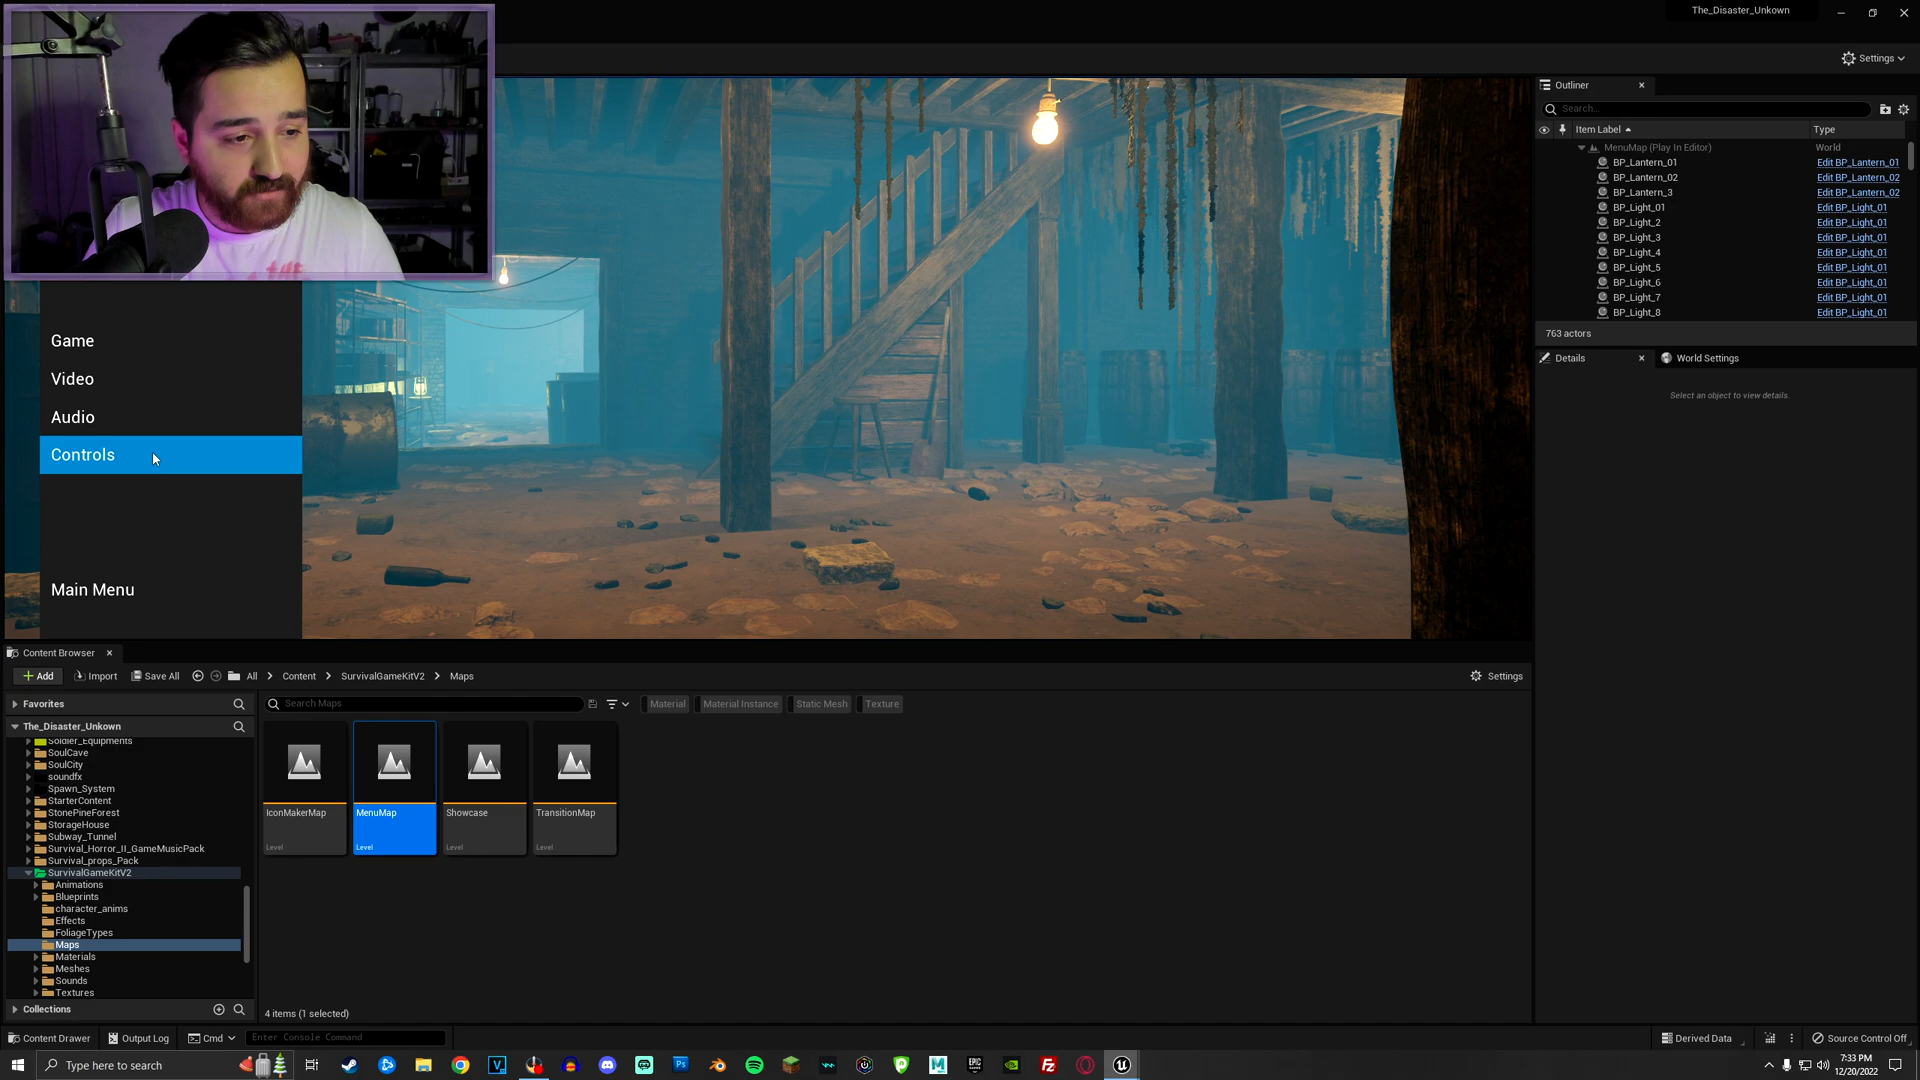 The_Disaster_Unkown
Settings
Outliner
Search...
Item Label
Type
MenuMap (Play In Editor)
World
BP_Lantern_01
Edit BP_Lantern_01
BP_Lantern_02
Edit BP_Lantern_02
BP_Lantern_3
Edit BP_Lantern_02
BP_Light_01
Edit BP_Light_01
BP_Light_2
Edit BP_Light_01
BP_Light_3
Edit BP_Light_01
BP_Light_4
Edit BP_Light_01
BP_Light_5
Edit BP_Light_01
BP_Light_6
Edit BP_Light_01
BP_Light_7
Edit BP_Light_01
BP_Light_8
Edit BP_Light_01
763 actors
Details
World Settings
Select an object to view details.
Game
Video
Audio
Controls
Main Menu
Content Browser
Add
Import
Save All
All
Content
SurvivalGameKitV2
Maps
Settings
Favorites
The_Disaster_Unkown
Soldier_Equipments
SoulCave
SoulCity
soundfx
Spawn_System
StarterContent
StonePineForest
StorageHouse
Subway_Tunnel
Survival_Horror_II_GameMusicPack
Survival_props_Pack
SurvivalGameKitV2
Animations
Blueprints
character_anims
Effects
FoliageTypes
Maps
Materials
Meshes
Sounds
Textures
Collections
Search Maps
Material
Material Instance
Static Mesh
Texture
IconMakerMap
Level
MenuMap
Level
Showcase
Level
TransitionMap
Level
4 items (1 selected)
Content Drawer
Output Log
Cmd
Enter Console Command
Derived Data
Source Control Off
Type here to search
Ps
7:33 PM
12/20/2022